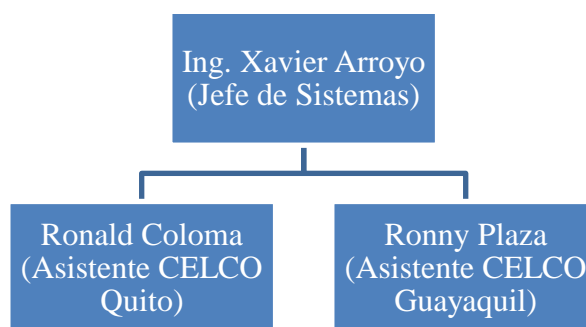 Ing. Xavier Arroyo
(Jefe de Sistemas)
Ronald Coloma
(Asistente CELCO
Quito)
Ronny Plaza
(Asistente CELCO
Guayaquil)